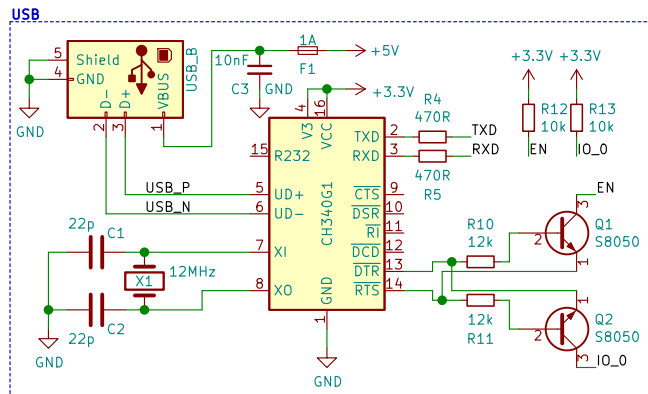 USB
5 Shield
4 GND
D-
D+
VBUS
USB_B
2
3
1
GND
10nF
C3
GND
1A
F1
+5V
+3.3V
+3.3V
+3.3V
R12
10k
R13
10k
EN
IO_0
4
V3
16
VCC
CH340G1
15 R232
5 UD+
6 UD-
7 XI
8 XO
TXD 2
RXD 3
CTS 9
DSR 10
RI 11
DCD 12
DTR 13
RTS 14
GND
1
GND
R4
470R
TXD
RXD
470R
R5
USB_P
USB_N
22p
C1
X1
12MHz
C2
22p
GND
R10
12k
12k
R11
EN
3
2
1
Q1
S8050
1
2
3
Q2
S8050
IO_0